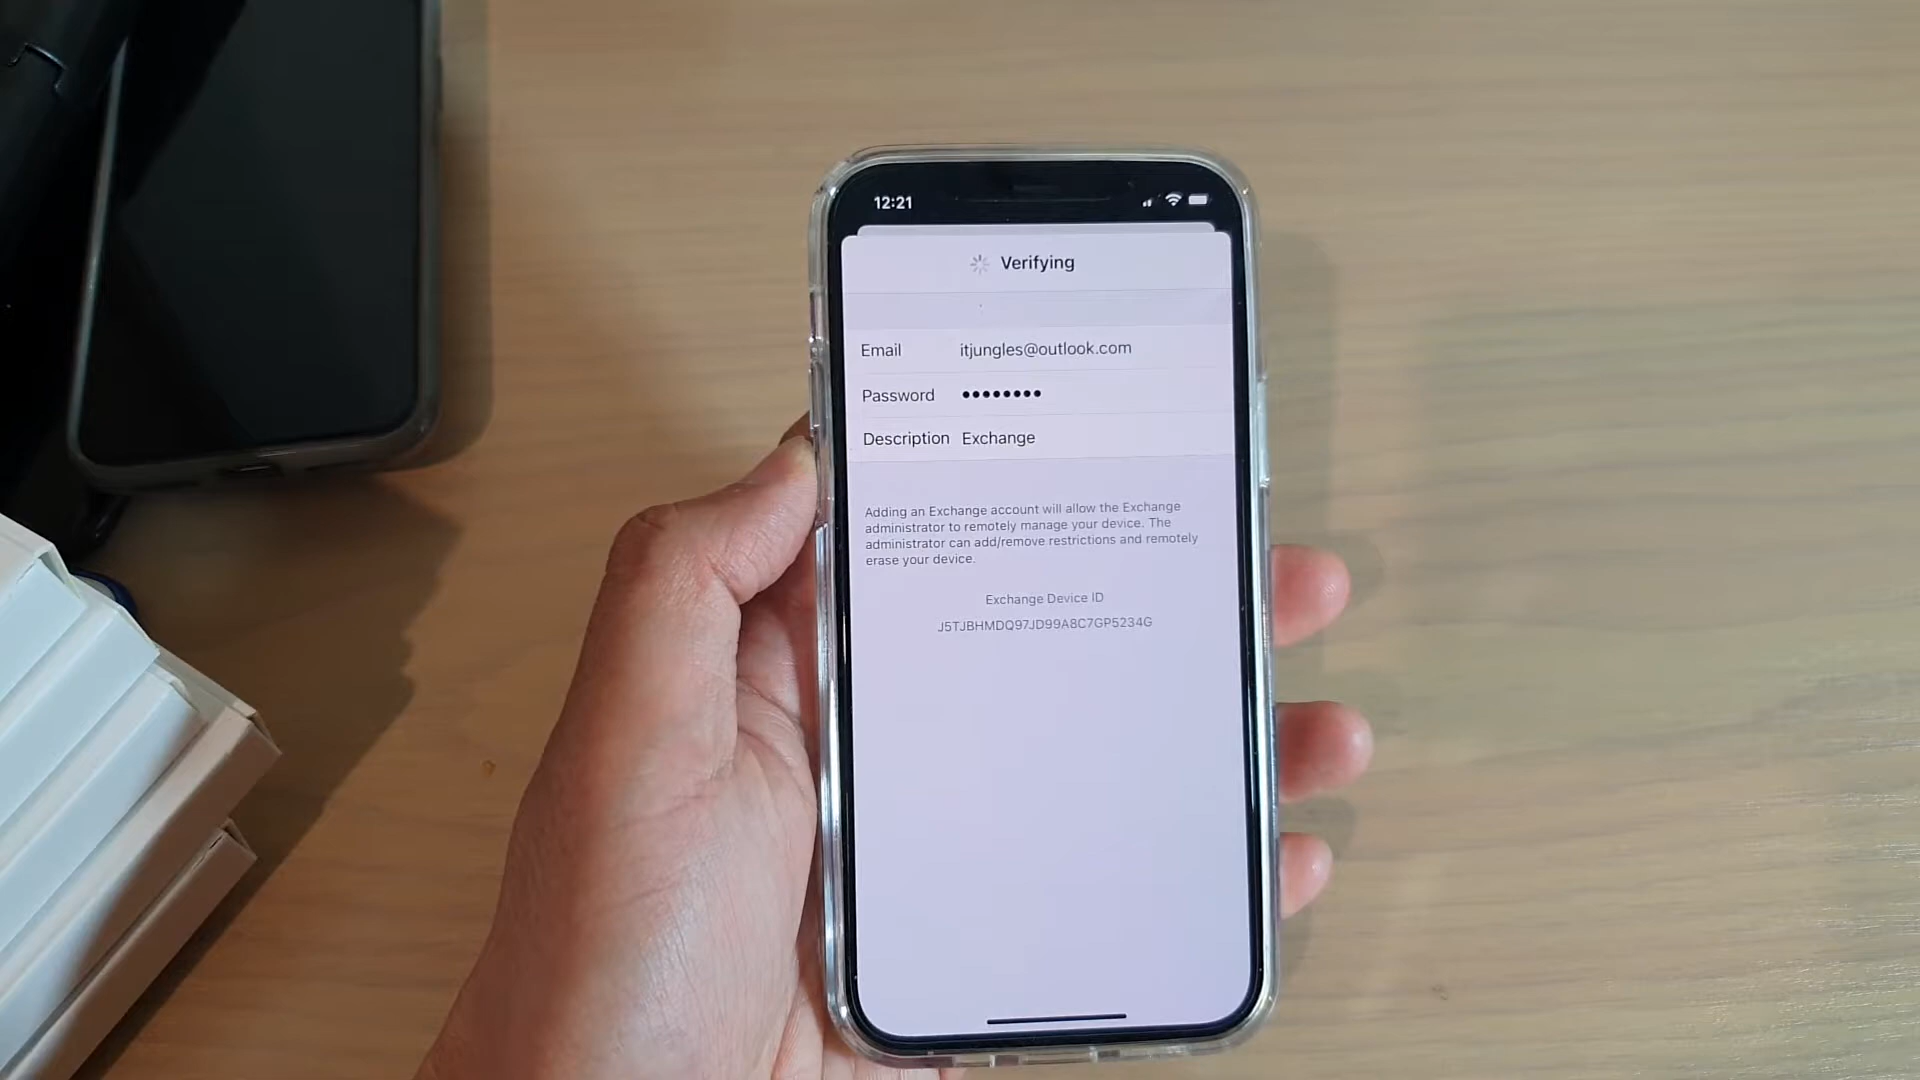 12:21
Verifying
Email itjungles@outlook.com
Password ••••••••
Description Exchange
Adding an Exchange account will allow the Exchange
administrator to remotely manage your device. The
administrator can add/remove restrictions and remotely
erase your device.
Exchange Device ID
J5TJBHMDQ97JD99A8C7GP5234G